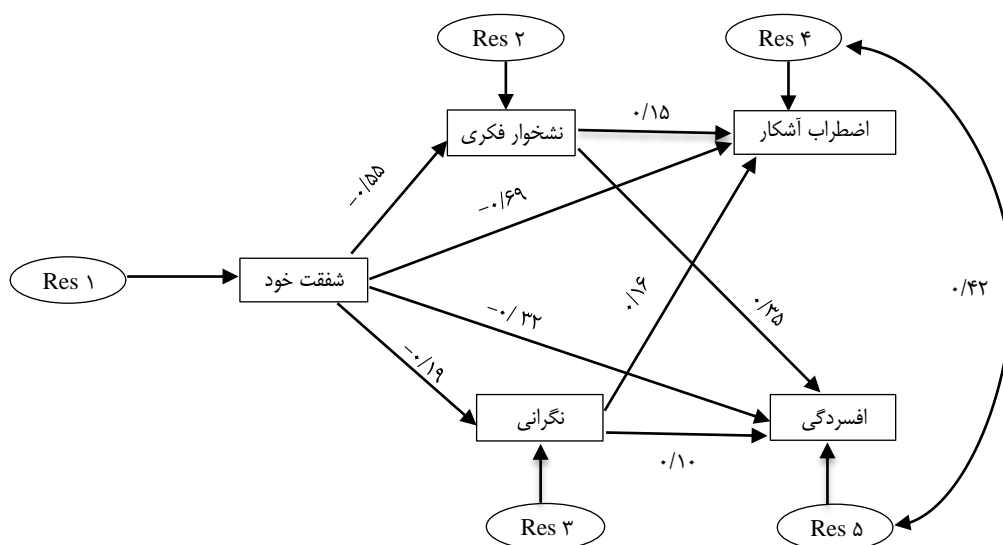 Res ۲
Res ۴
نشخوار فکری
۰/۱۵
اضطراب آشکار
−۰/۵۵
−۰/۶۹
Res ۱
شفقت خود
۰/۱۶
۰/۳۵
۰/۴۲
−۰/۳۲
−۰/۱۹
نگرانی
افسردگی
۰/۱۰
Res ۳
Res ۵